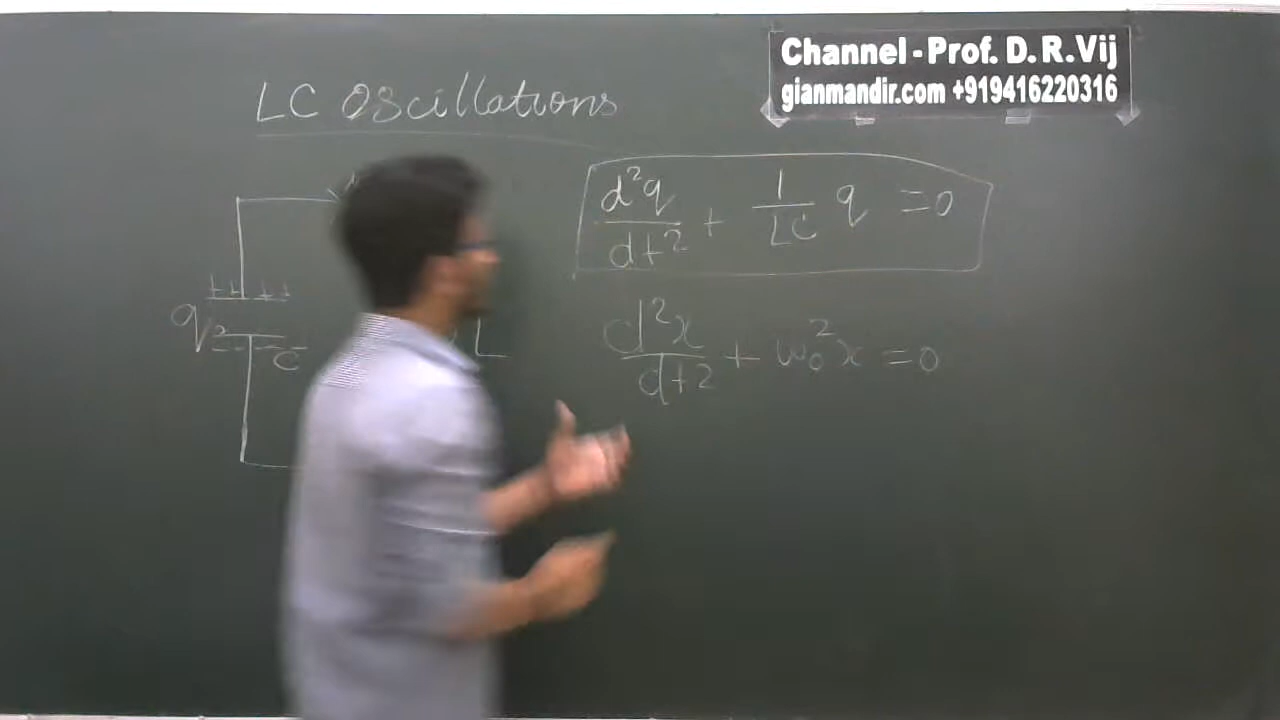 Channel - Prof. D. R. Vij
gianmandir.com +919416220316
LC Oscillations
d²q/dt² + 1/LC q = 0
q
C
L
d²x/dt² + ω₀²x = 0